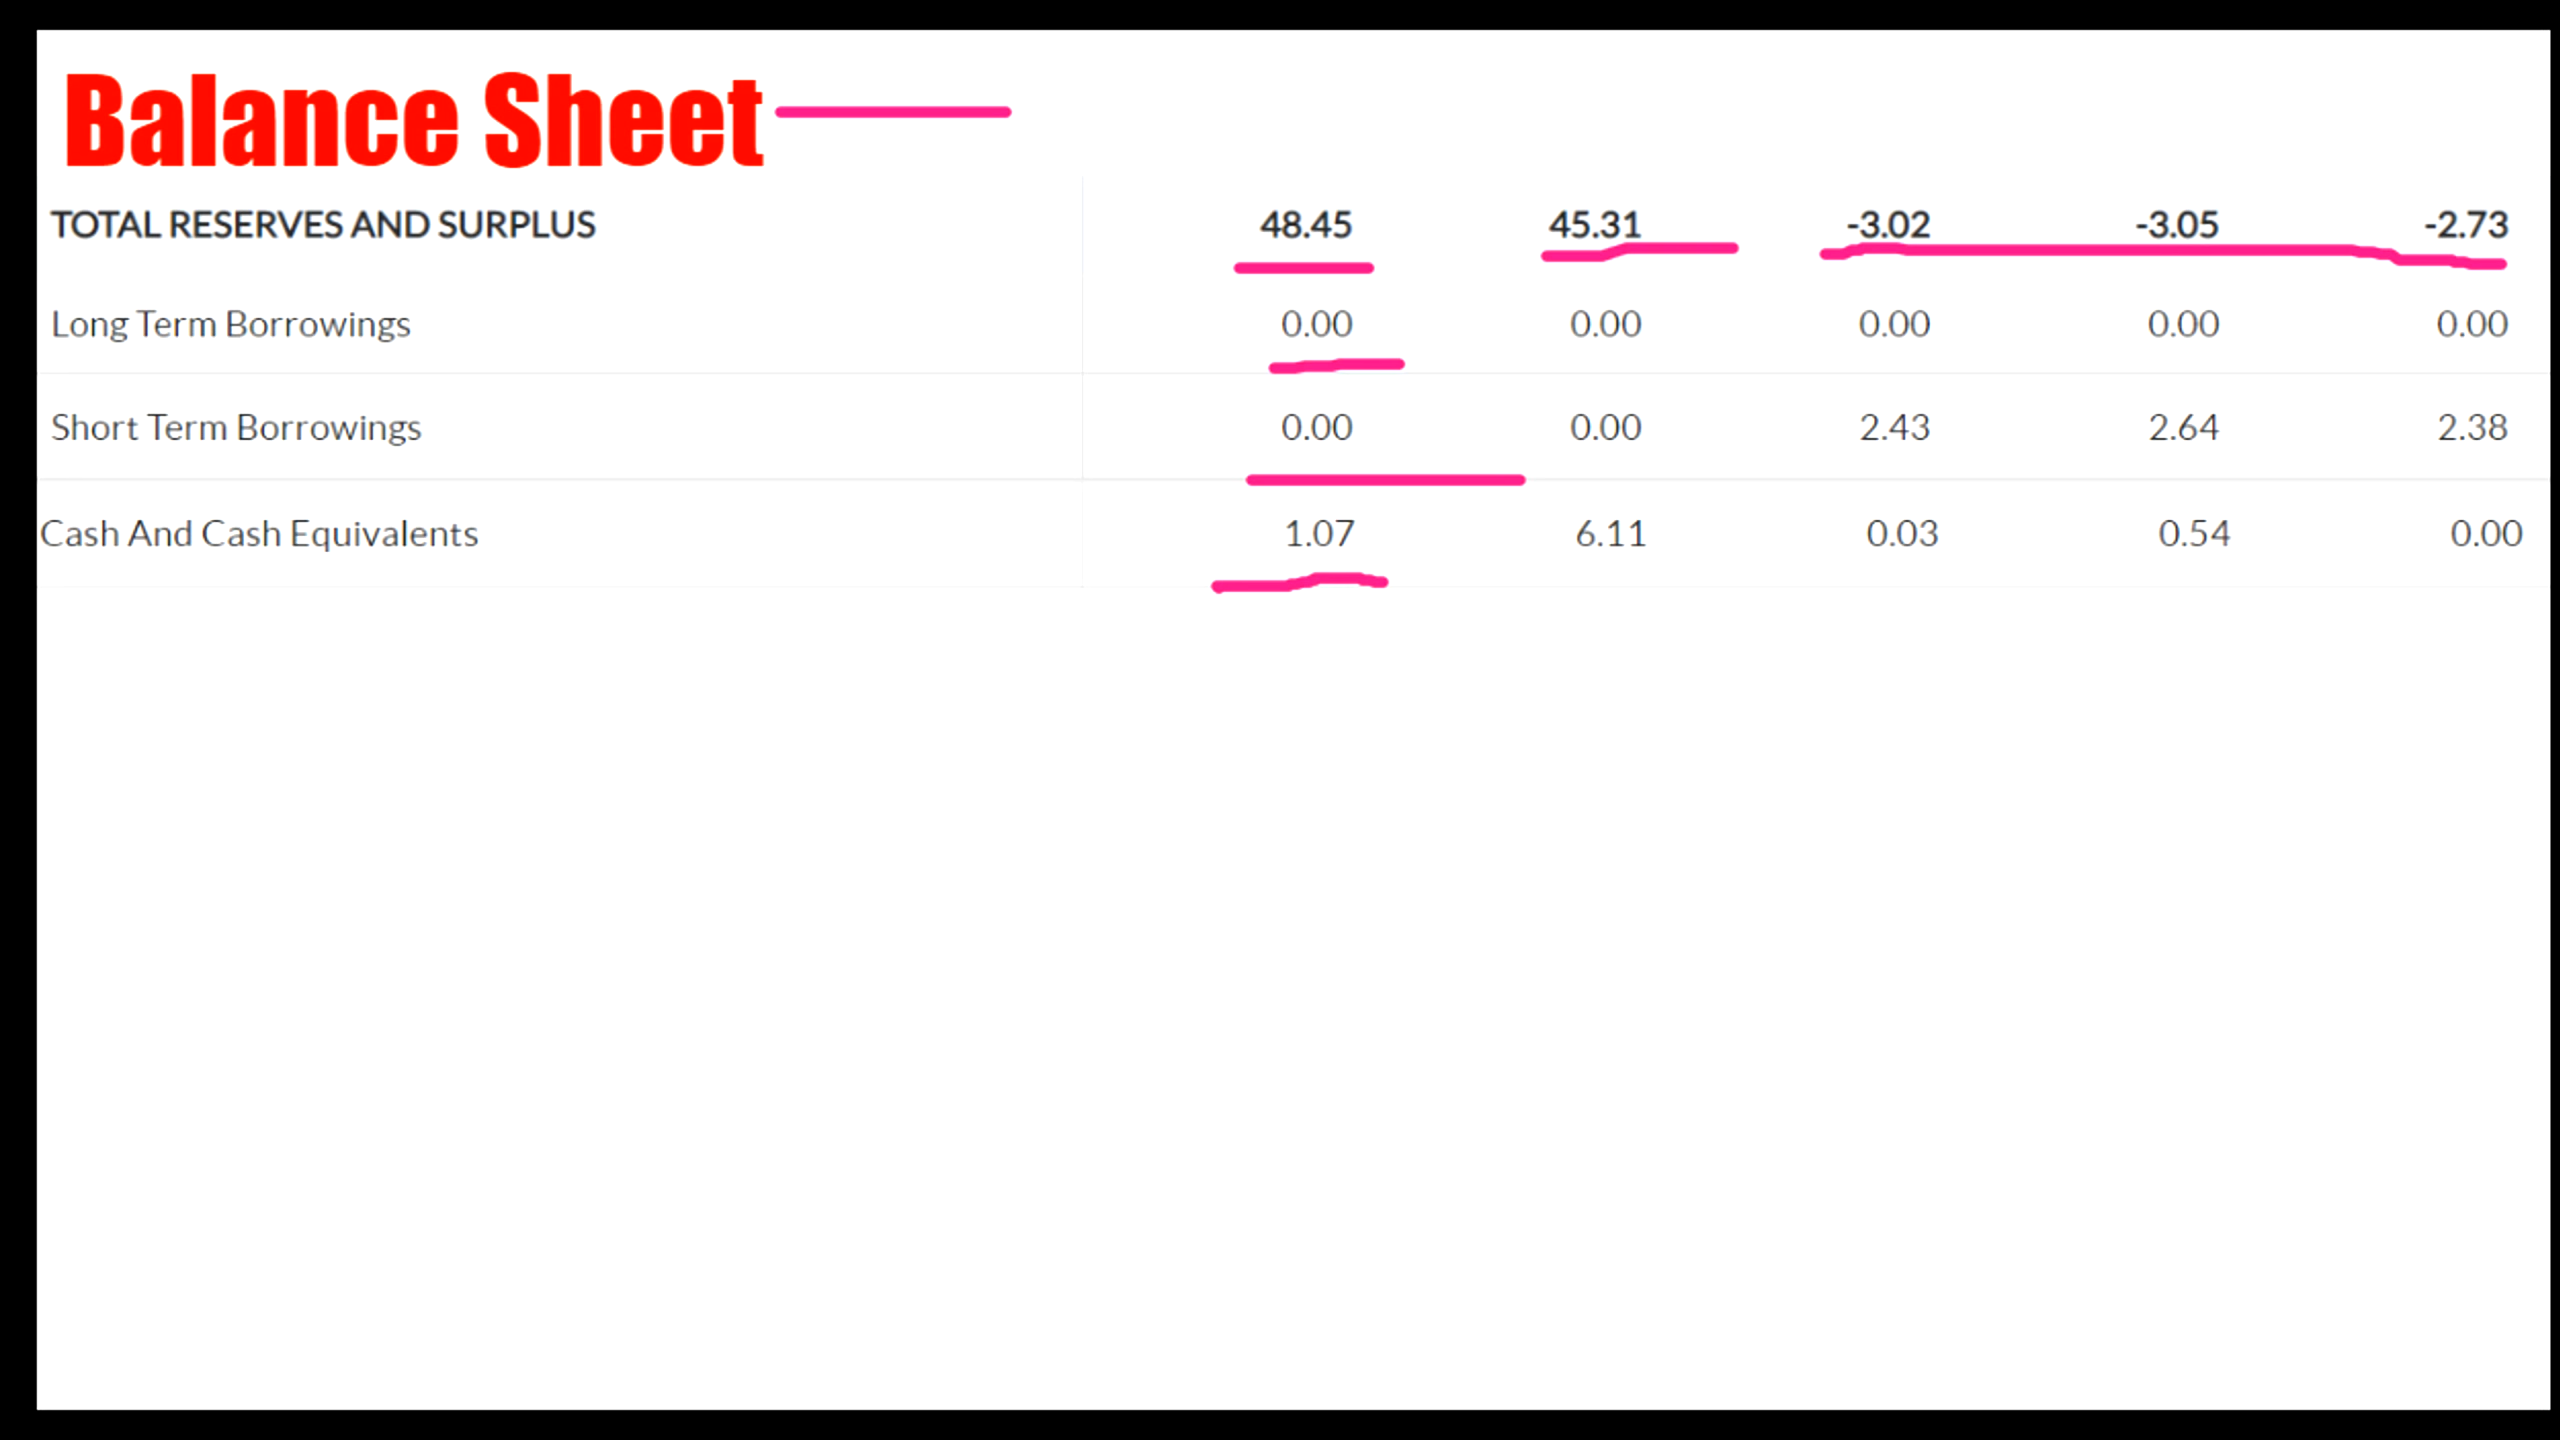 Balance Sheet
TOTAL RESERVES AND SURPLUS 48.45 45.31 -3.02 -3.05 -2.73
Long Term Borrowings 0.00 0.00 0.00 0.00 0.00
Short Term Borrowings 0.00 0.00 2.43 2.64 2.38
Cash And Cash Equivalents 1.07 6.11 0.03 0.54 0.00